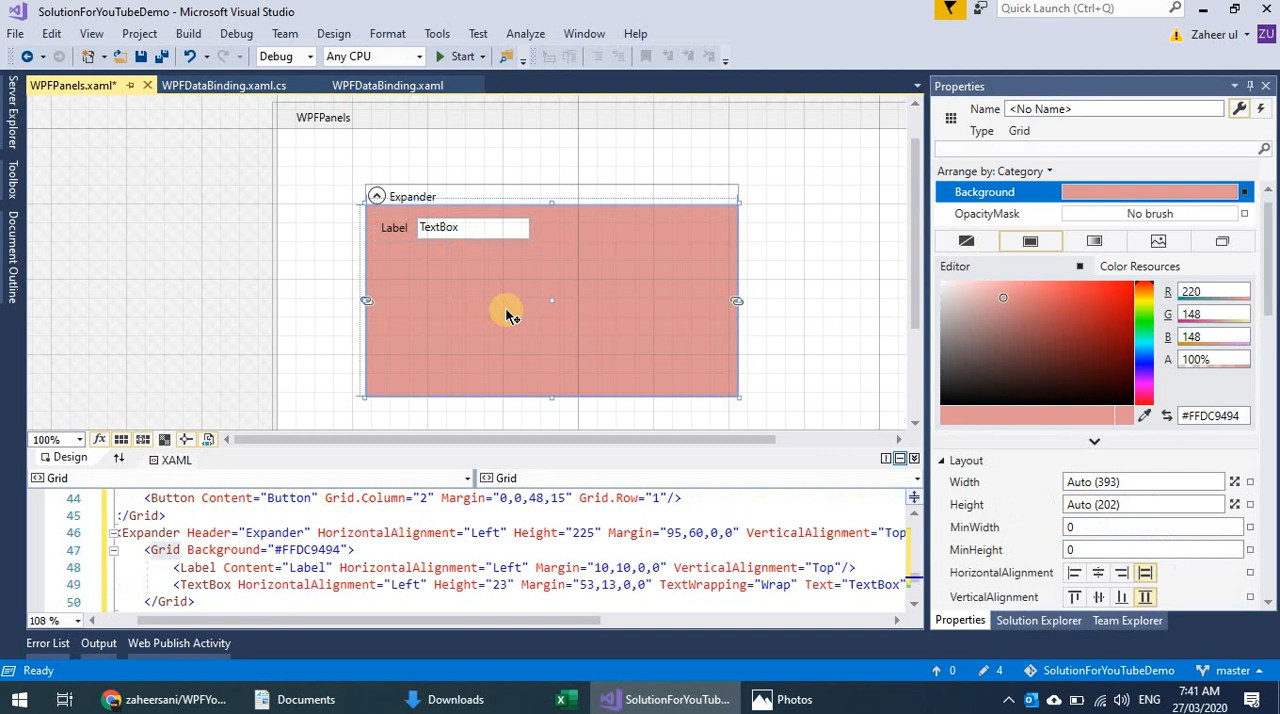 SolutionForYouTubeDemo - Microsoft Visual Studio
Quick Launch (Ctrl+Q)
File Edit View Project Build Debug Team Design Format Tools Test Analyze Window Help
Zaheer ul ZU
Debug Any CPU Start
WPFPanels.xaml* WPFDataBinding.xaml.cs WPFDataBinding.xaml
Server Explorer
Toolbox
Document Outline
WPFPanels
Expander
Label TextBox
100%
Design XAML
Grid Grid
44 <Button Content="Button" Grid.Column="2" Margin="0,0,48,15" Grid.Row="1"/>
45 </Grid>
46 <Expander Header="Expander" HorizontalAlignment="Left" Height="225" Margin="95,60,0,0" VerticalAlignment="Top
47 <Grid Background="#FFDC9494">
48 <Label Content="Label" HorizontalAlignment="Left" Margin="10,10,0,0" VerticalAlignment="Top"/>
49 <TextBox HorizontalAlignment="Left" Height="23" Margin="53,13,0,0" TextWrapping="Wrap" Text="TextBox"
50 </Grid>
108 %
Properties
Name <No Name>
Type Grid
Arrange by: Category
Background
OpacityMask No brush
Editor Color Resources
R 220
G 148
B 148
A 100%
#FFDC9494
Layout
Width Auto (393)
Height Auto (202)
MinWidth 0
MinHeight 0
HorizontalAlignment
VerticalAlignment
Properties Solution Explorer Team Explorer
Error List Output Web Publish Activity
Ready 0 4 SolutionForYouTubeDemo master
zaheersani/WPFYo... Documents Downloads SolutionForYouTub... Photos
ENG 7:41 AM
27/03/2020